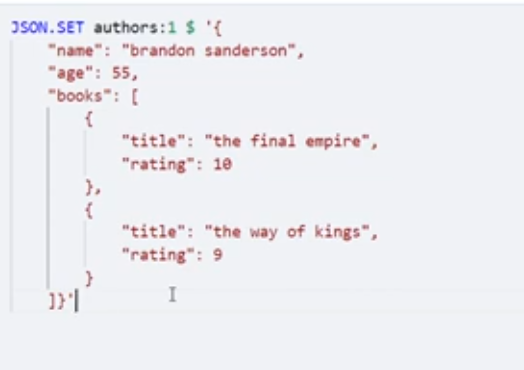 JSON.SET authors:1 $ '{
"name": "brandon sanderson",
"age": 55,
"books": [
{
"title": "the final empire",
"rating": 10
},
{
"title": "the way of kings",
"rating": 9
}
]}'